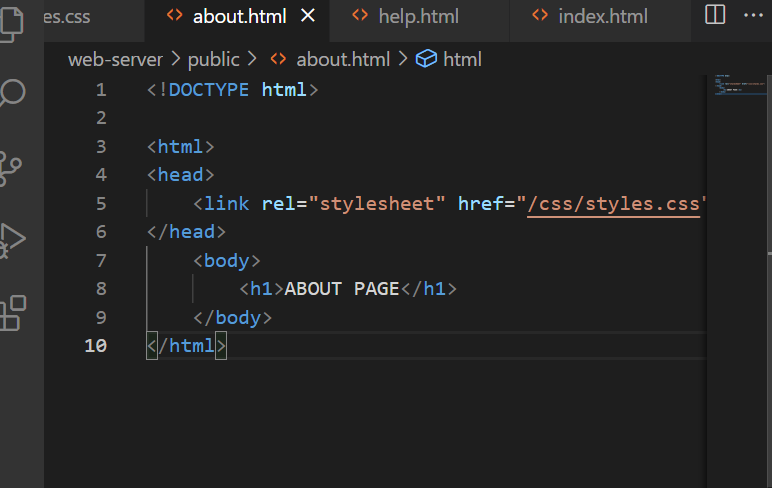 es.css about.html help.html index.html
web-server > public > about.html > html
1 <!DOCTYPE html>
2
3 <html>
4 <head>
5 <link rel="stylesheet" href="/css/styles.css"
6 </head>
7 <body>
8 <h1>ABOUT PAGE</h1>
9 </body>
10 </html>